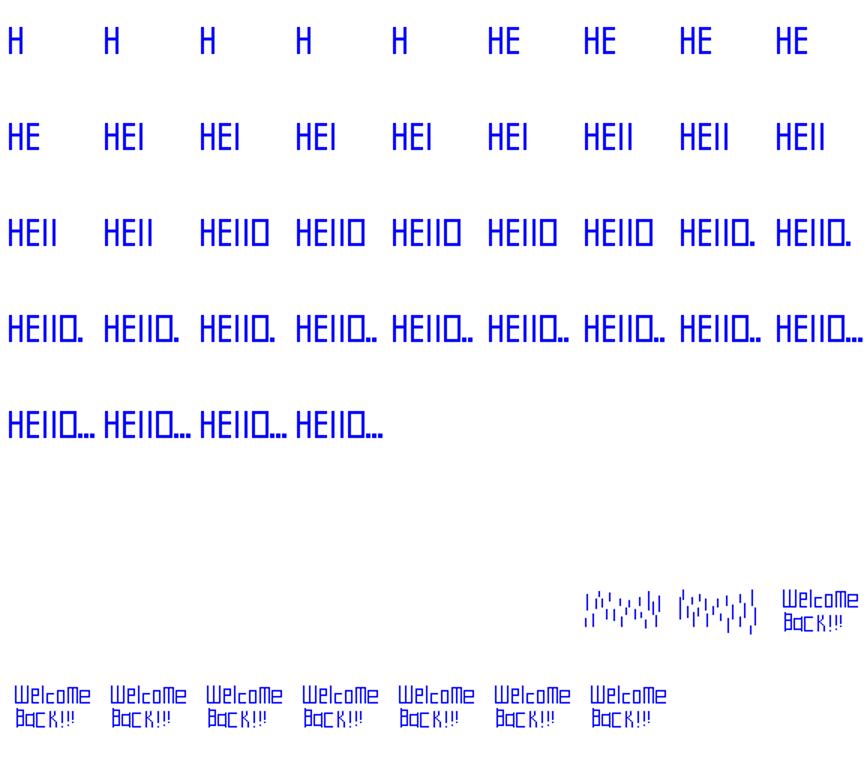 H H H H H HE HE HE HE
HE HEl HEl HEl HEl HEl HEll HEll HEll
HEll HEll HEllO HEllO HEllO HEllO HEllO HEllO. HEllO.
HEllO. HEllO. HEllO. HEllO.. HEllO.. HEllO.. HEllO.. HEllO.. HEllO...
HEllO... HEllO... HEllO... HEllO...
Welcome
Back!!!
Welcome Welcome Welcome Welcome Welcome Welcome Welcome
Back!!! Back!!! Back!!! Back!!! Back!!! Back!!! Back!!!